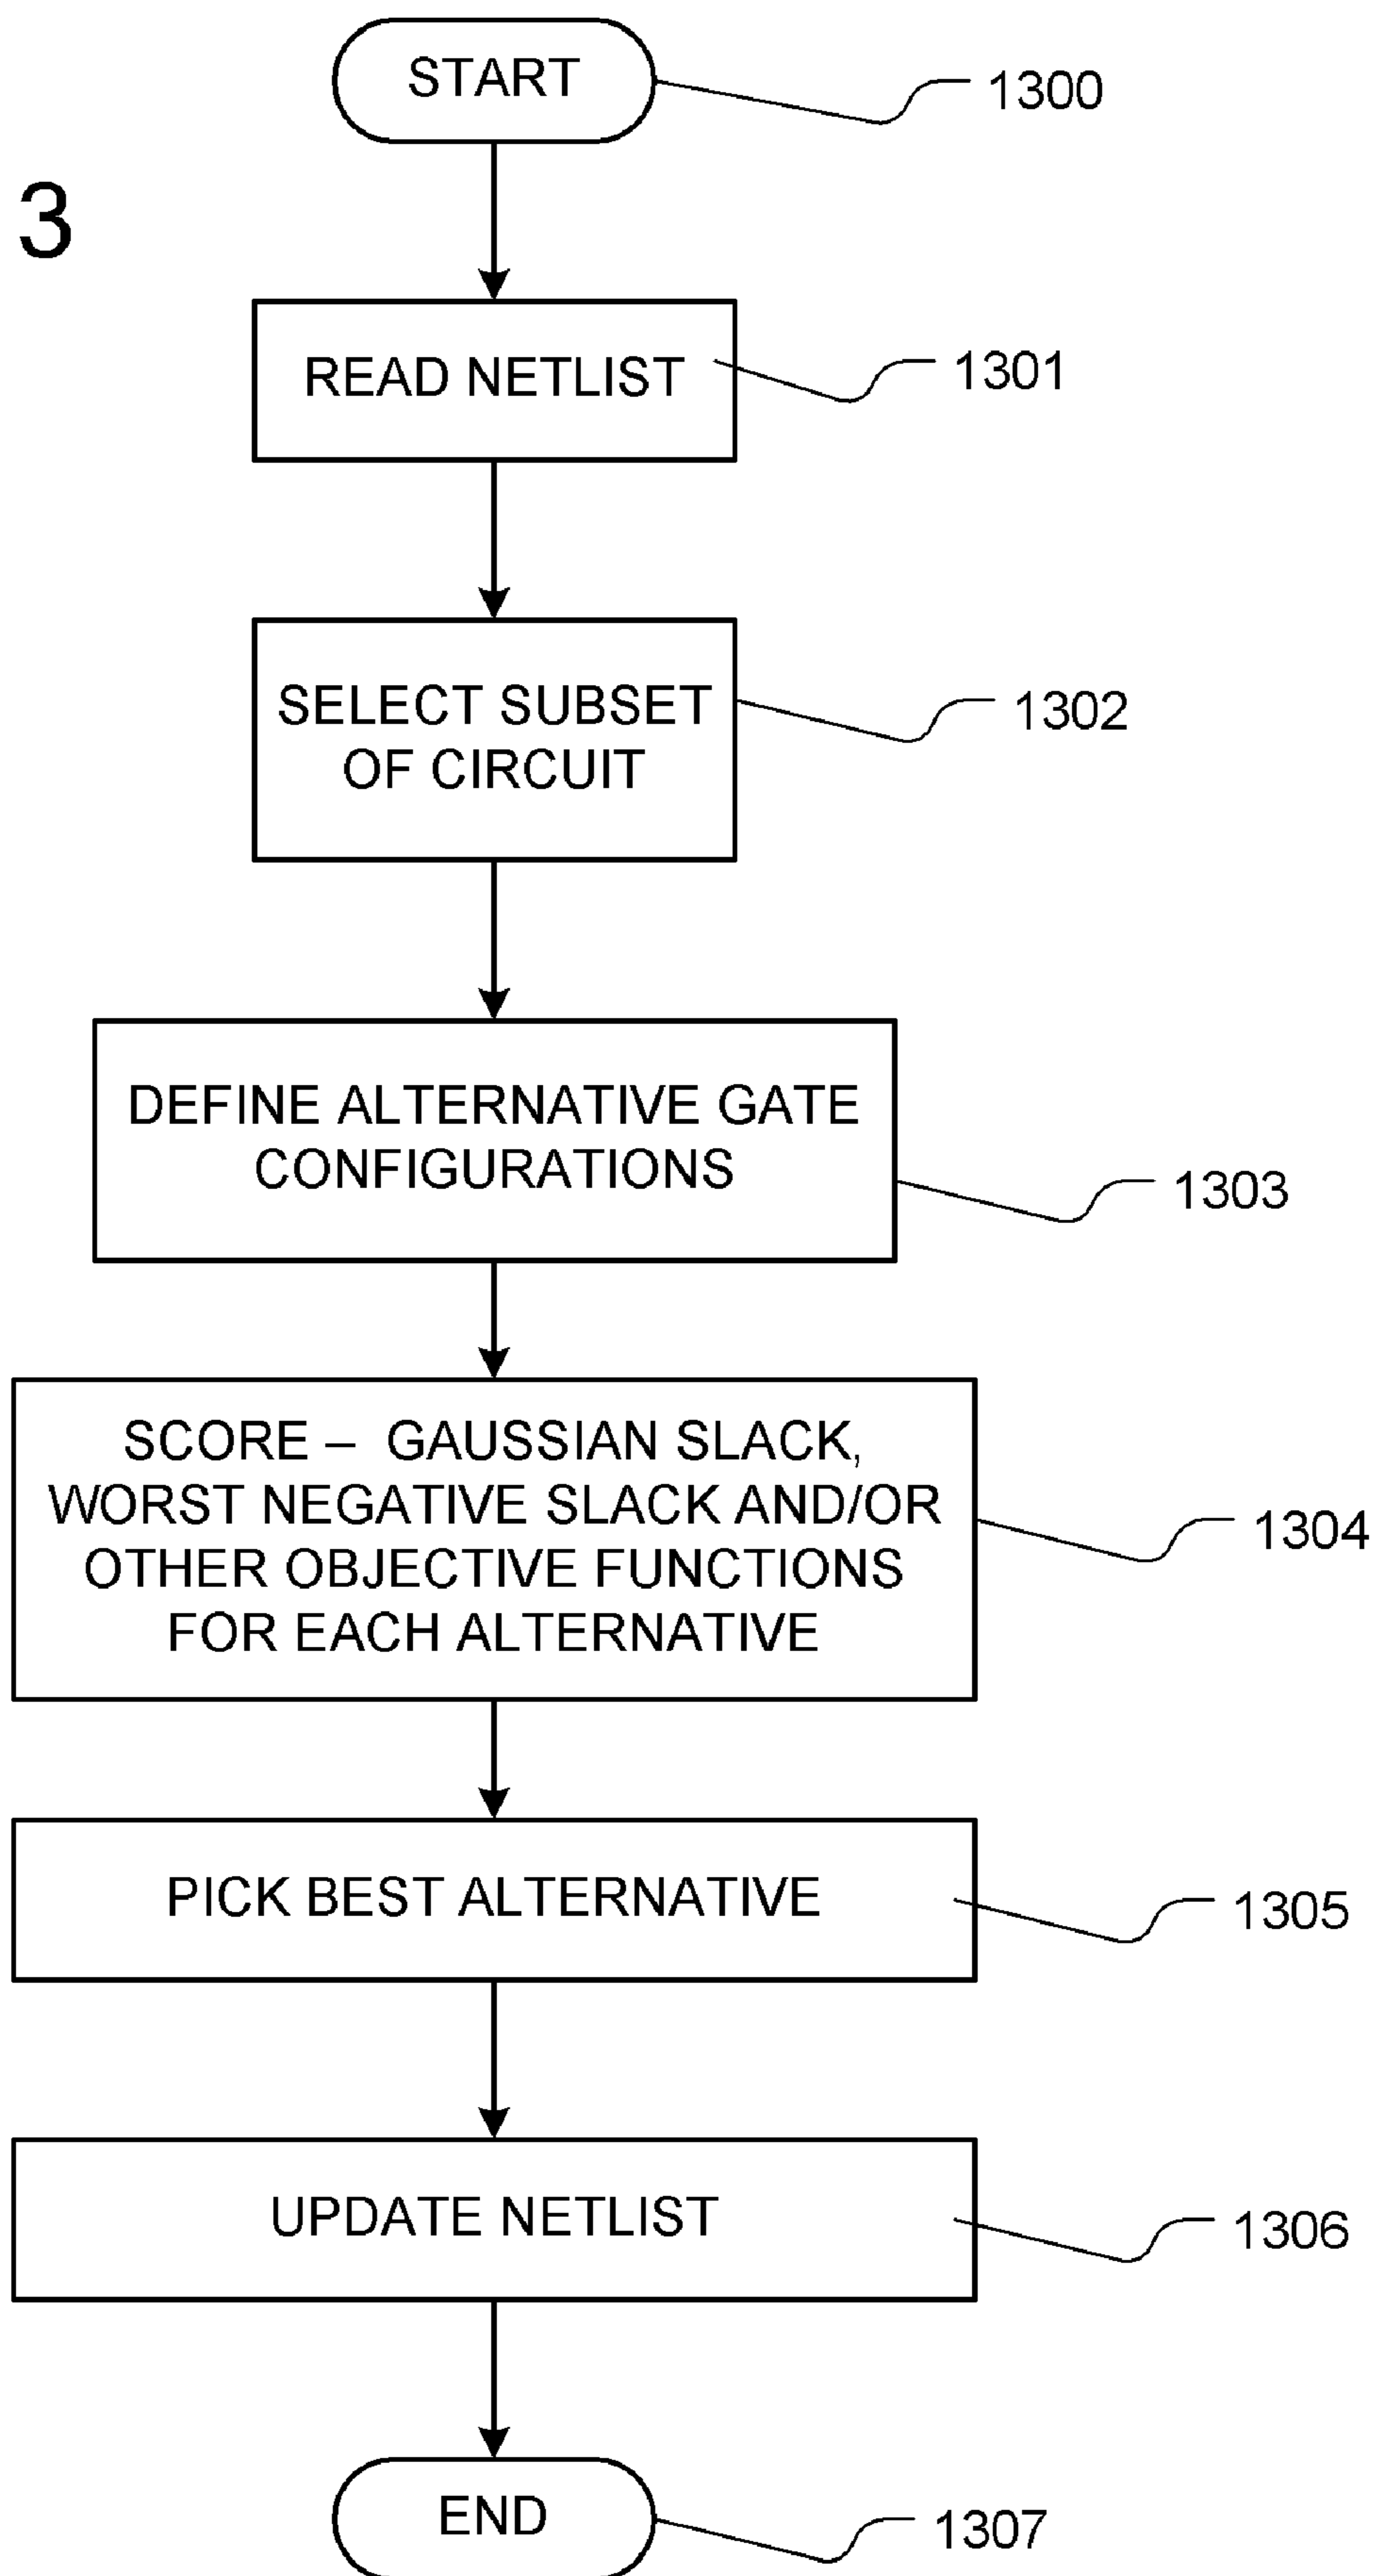 START
1300
3
READ NETLIST
1301
SELECT SUBSET
OF CIRCUIT
1302
DEFINE ALTERNATIVE GATE
CONFIGURATIONS
1303
SCORE – GAUSSIAN SLACK,
WORST NEGATIVE SLACK AND/OR
OTHER OBJECTIVE FUNCTIONS
FOR EACH ALTERNATIVE
1304
PICK BEST ALTERNATIVE
1305
UPDATE NETLIST
1306
END
1307